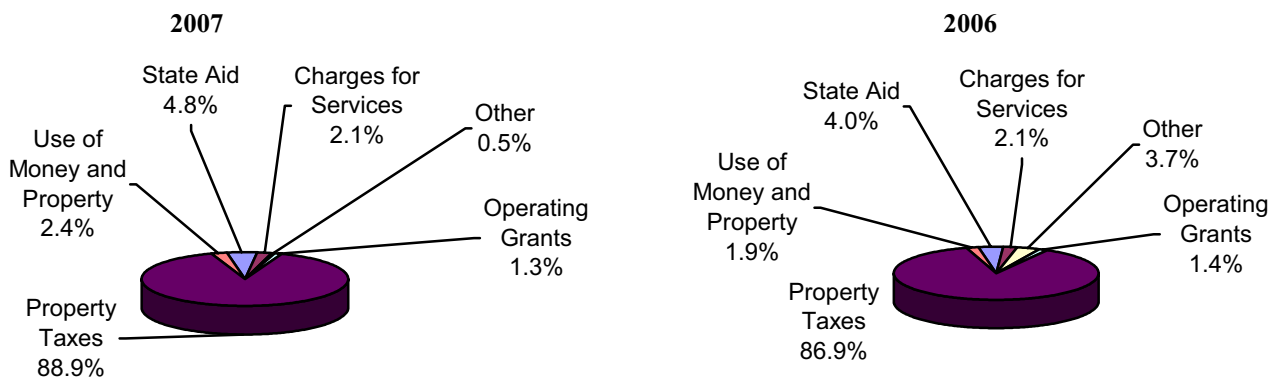 2007
State Aid
4.8%
Charges for
Services
2.1%
Other
0.5%
Use of
Money and
Property
2.4%
Operating
Grants
1.3%
Property
Taxes
88.9%
2006
State Aid
4.0%
Charges for
Services
2.1%
Other
3.7%
Use of
Money and
Property
1.9%
Operating
Grants
1.4%
Property
Taxes
86.9%